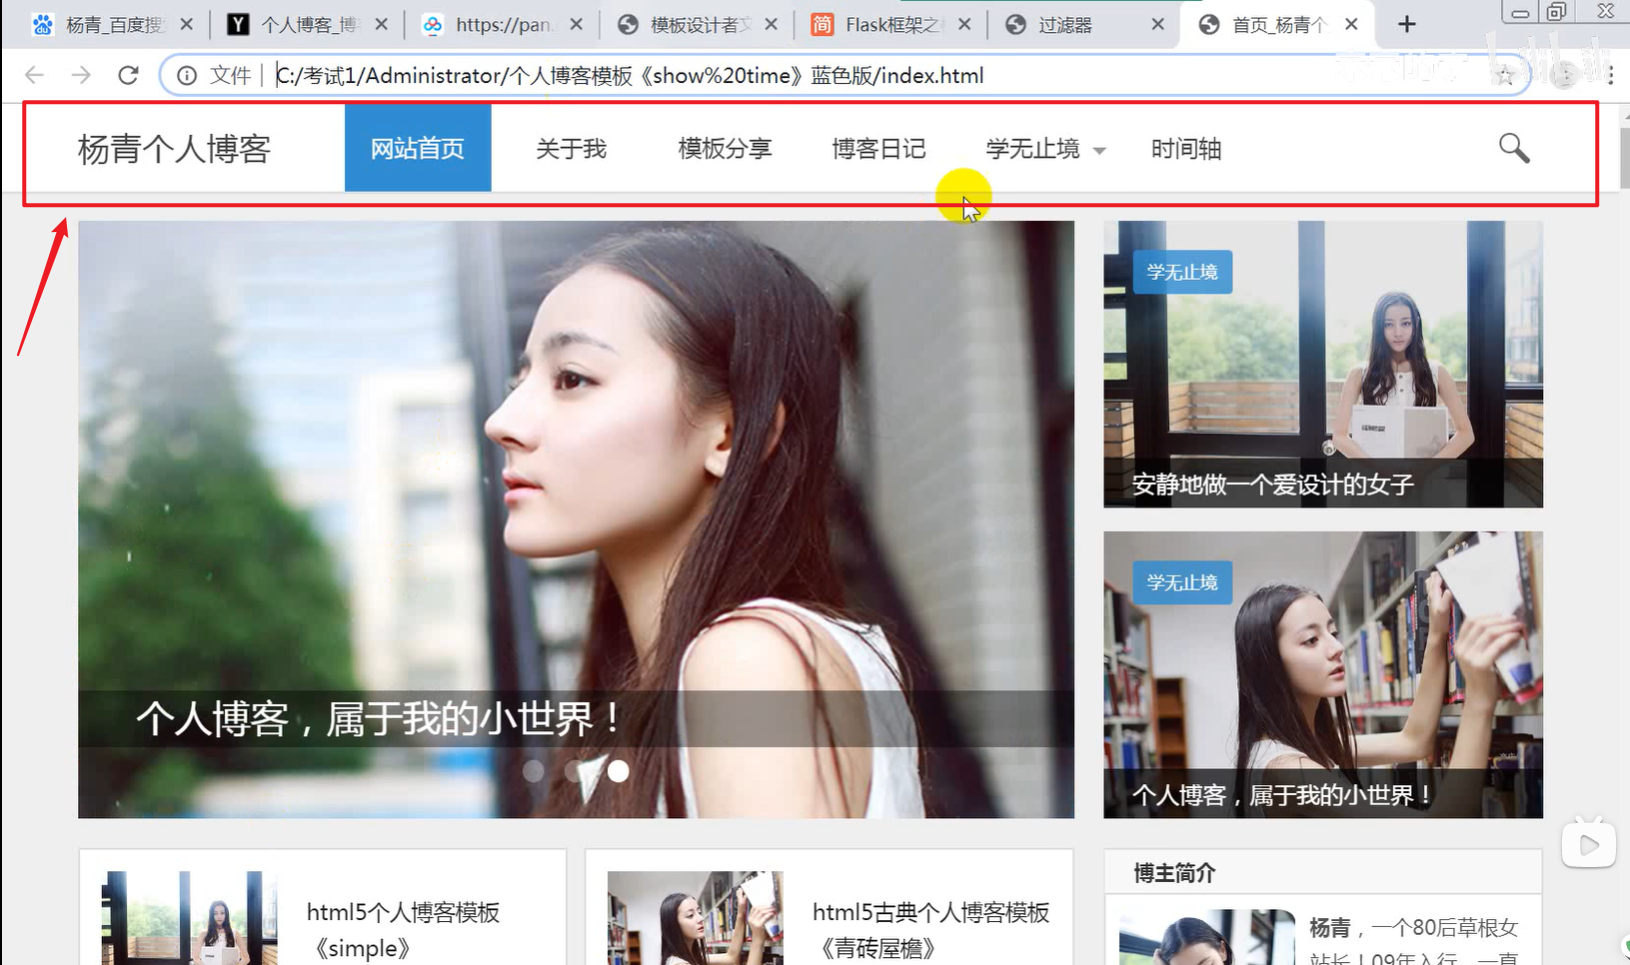 杨青_百度搜
个人博客_博
https://pan.
模板设计者文
简 Flask框架之
过滤器
首页_杨青个
文件 | C:/考试1/Administrator/个人博客模板《show%20time》蓝色版/index.html
杨青个人博客
网站首页
关于我
模板分享
博客日记
学无止境
时间轴
学无止境
安静地做一个爱设计的女子
学无止境
个人博客，属于我的小世界！
个人博客，属于我的小世界！
html5个人博客模板
《simple》
html5古典个人博客模板
《青砖屋檐》
博主简介
杨青，一个80后草根女
站长！09年入行。一直